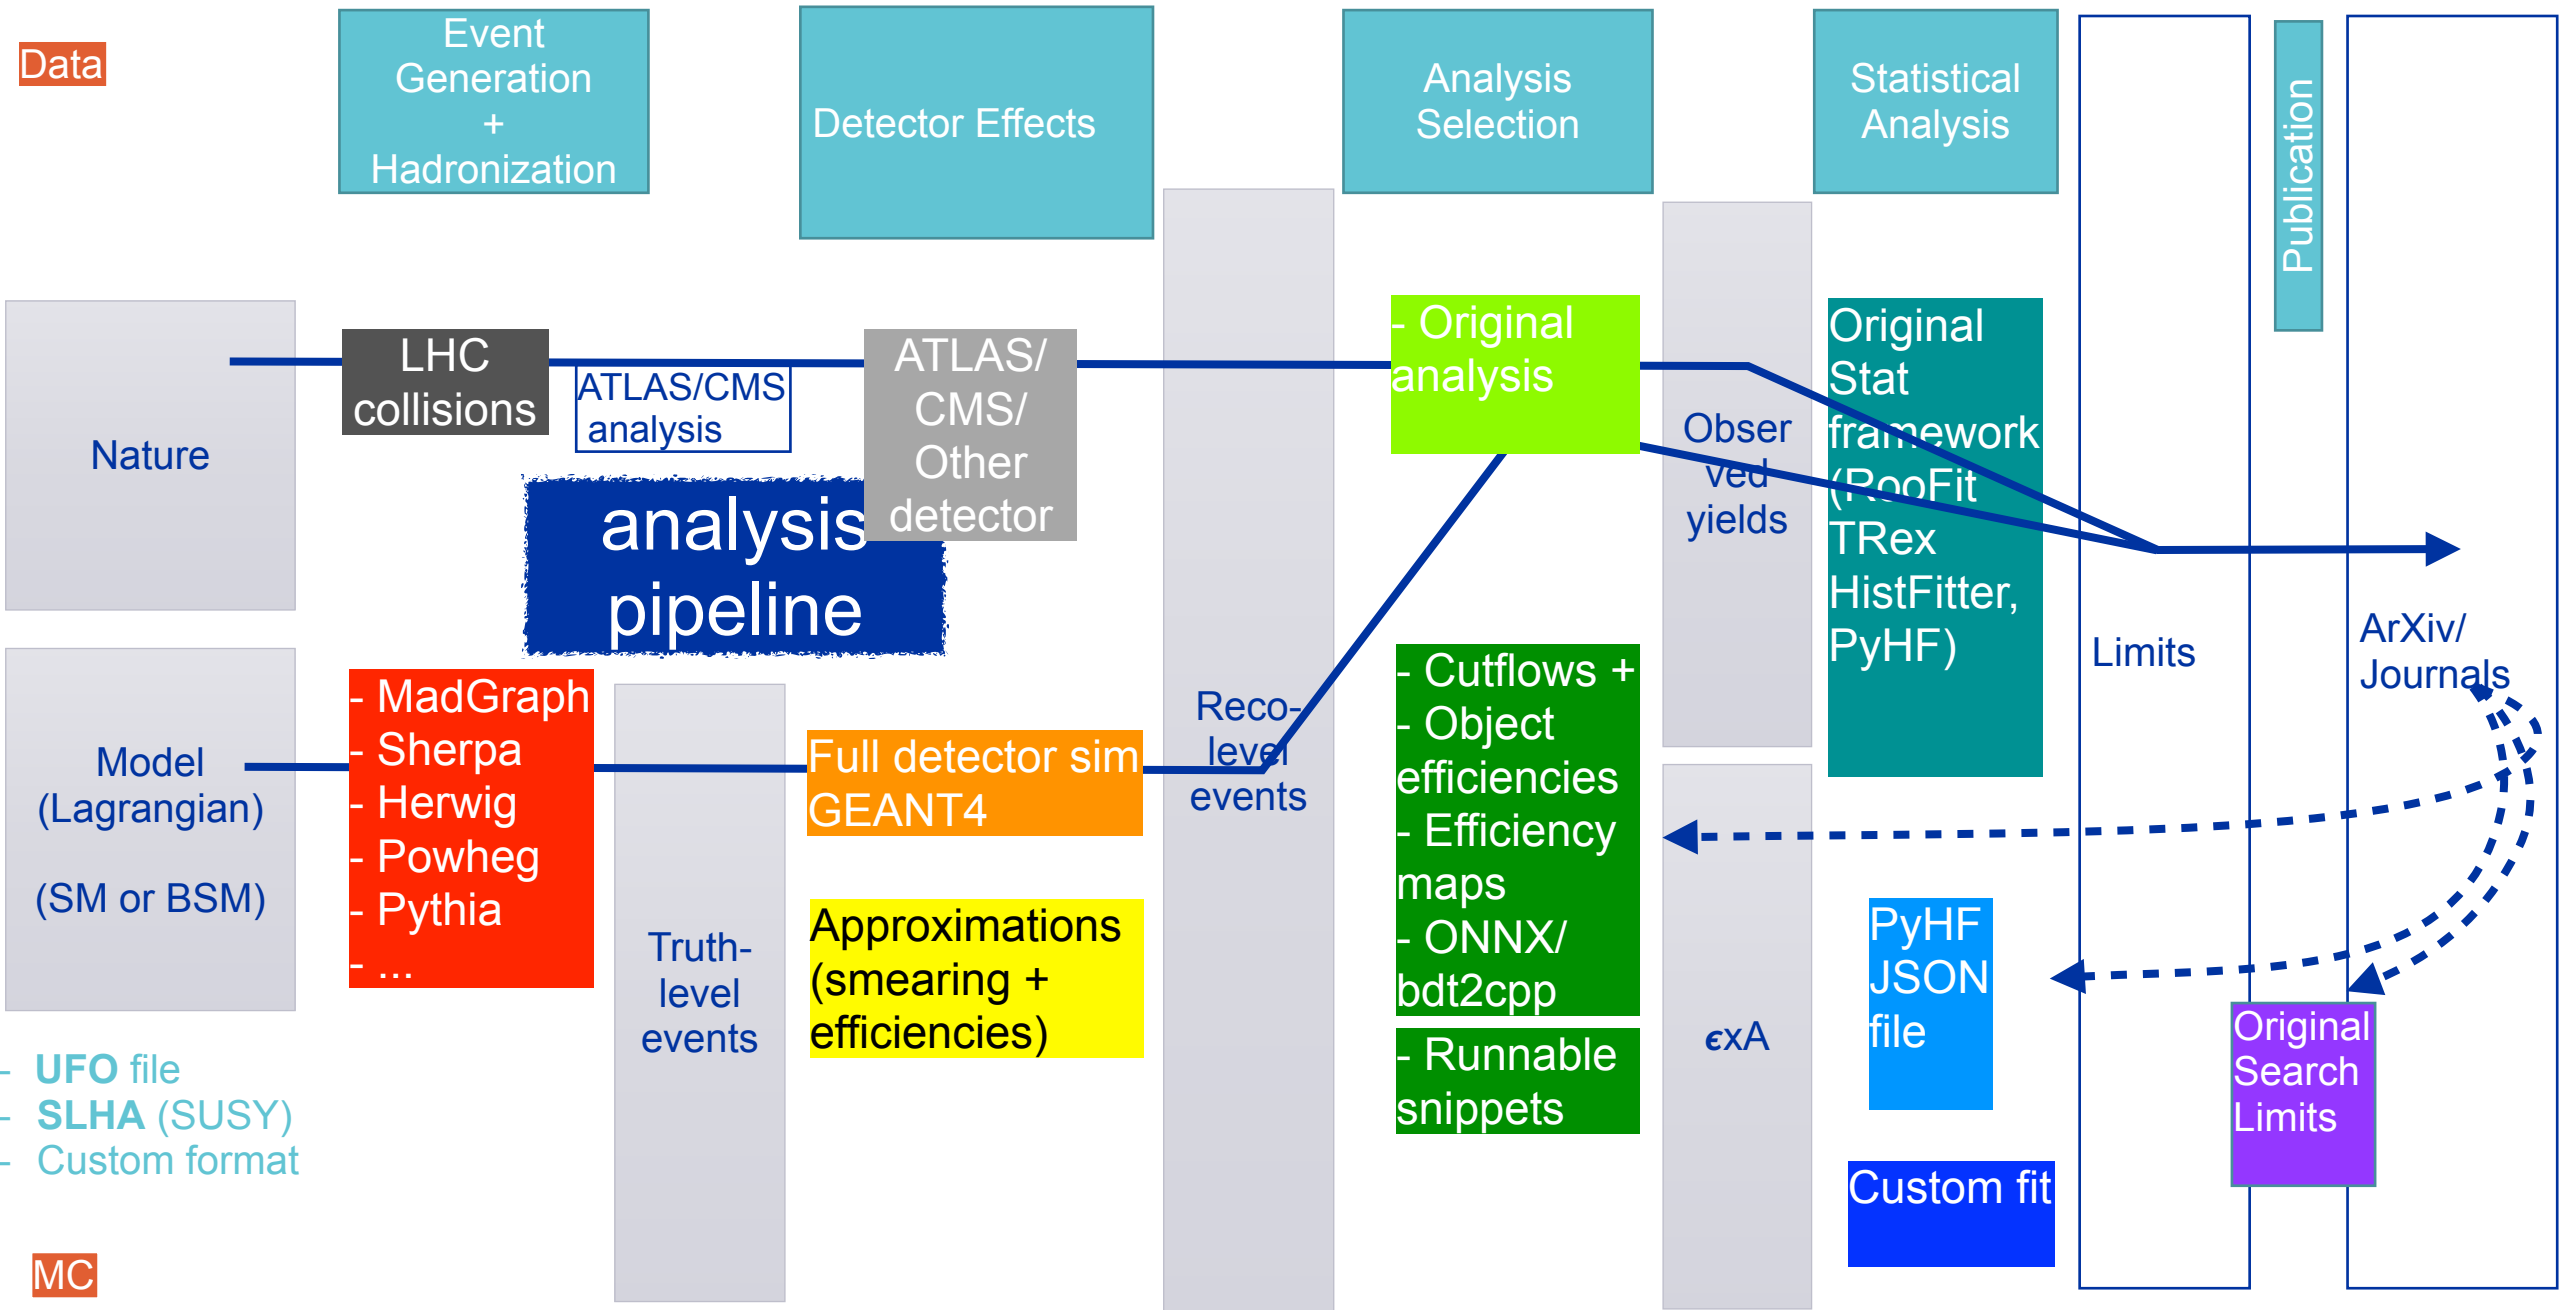 Data
Event
Generation
+
Hadronization
Detector Effects
Analysis
Selection
Statistical
Analysis
Publication
Nature
LHC
collisions
ATLAS/CMS
analysis
ATLAS/
CMS/
Other
detector
analysis
pipeline
- Original
analysis
Obser
ved
yields
Original
Stat
framework
(RooFit
TRex
HistFitter,
PyHF)
Limits
ArXiv/
Journals
Model
(Lagrangian)
(SM or BSM)
- MadGraph
- Sherpa
- Herwig
- Powheg
- Pythia
- ...
Truth-
level
events
Full detector sim
GEANT4
Approximations
(smearing +
efficiencies)
Reco-
level
events
- Cutflows +
- Object
efficiencies
- Efficiency
maps
- ONNX/
bdt2cpp
- Runnable
snippets
ϵxA
PyHF
JSON
file
Custom fit
Original
Search
Limits
- UFO file
- SLHA (SUSY)
- Custom format
MC